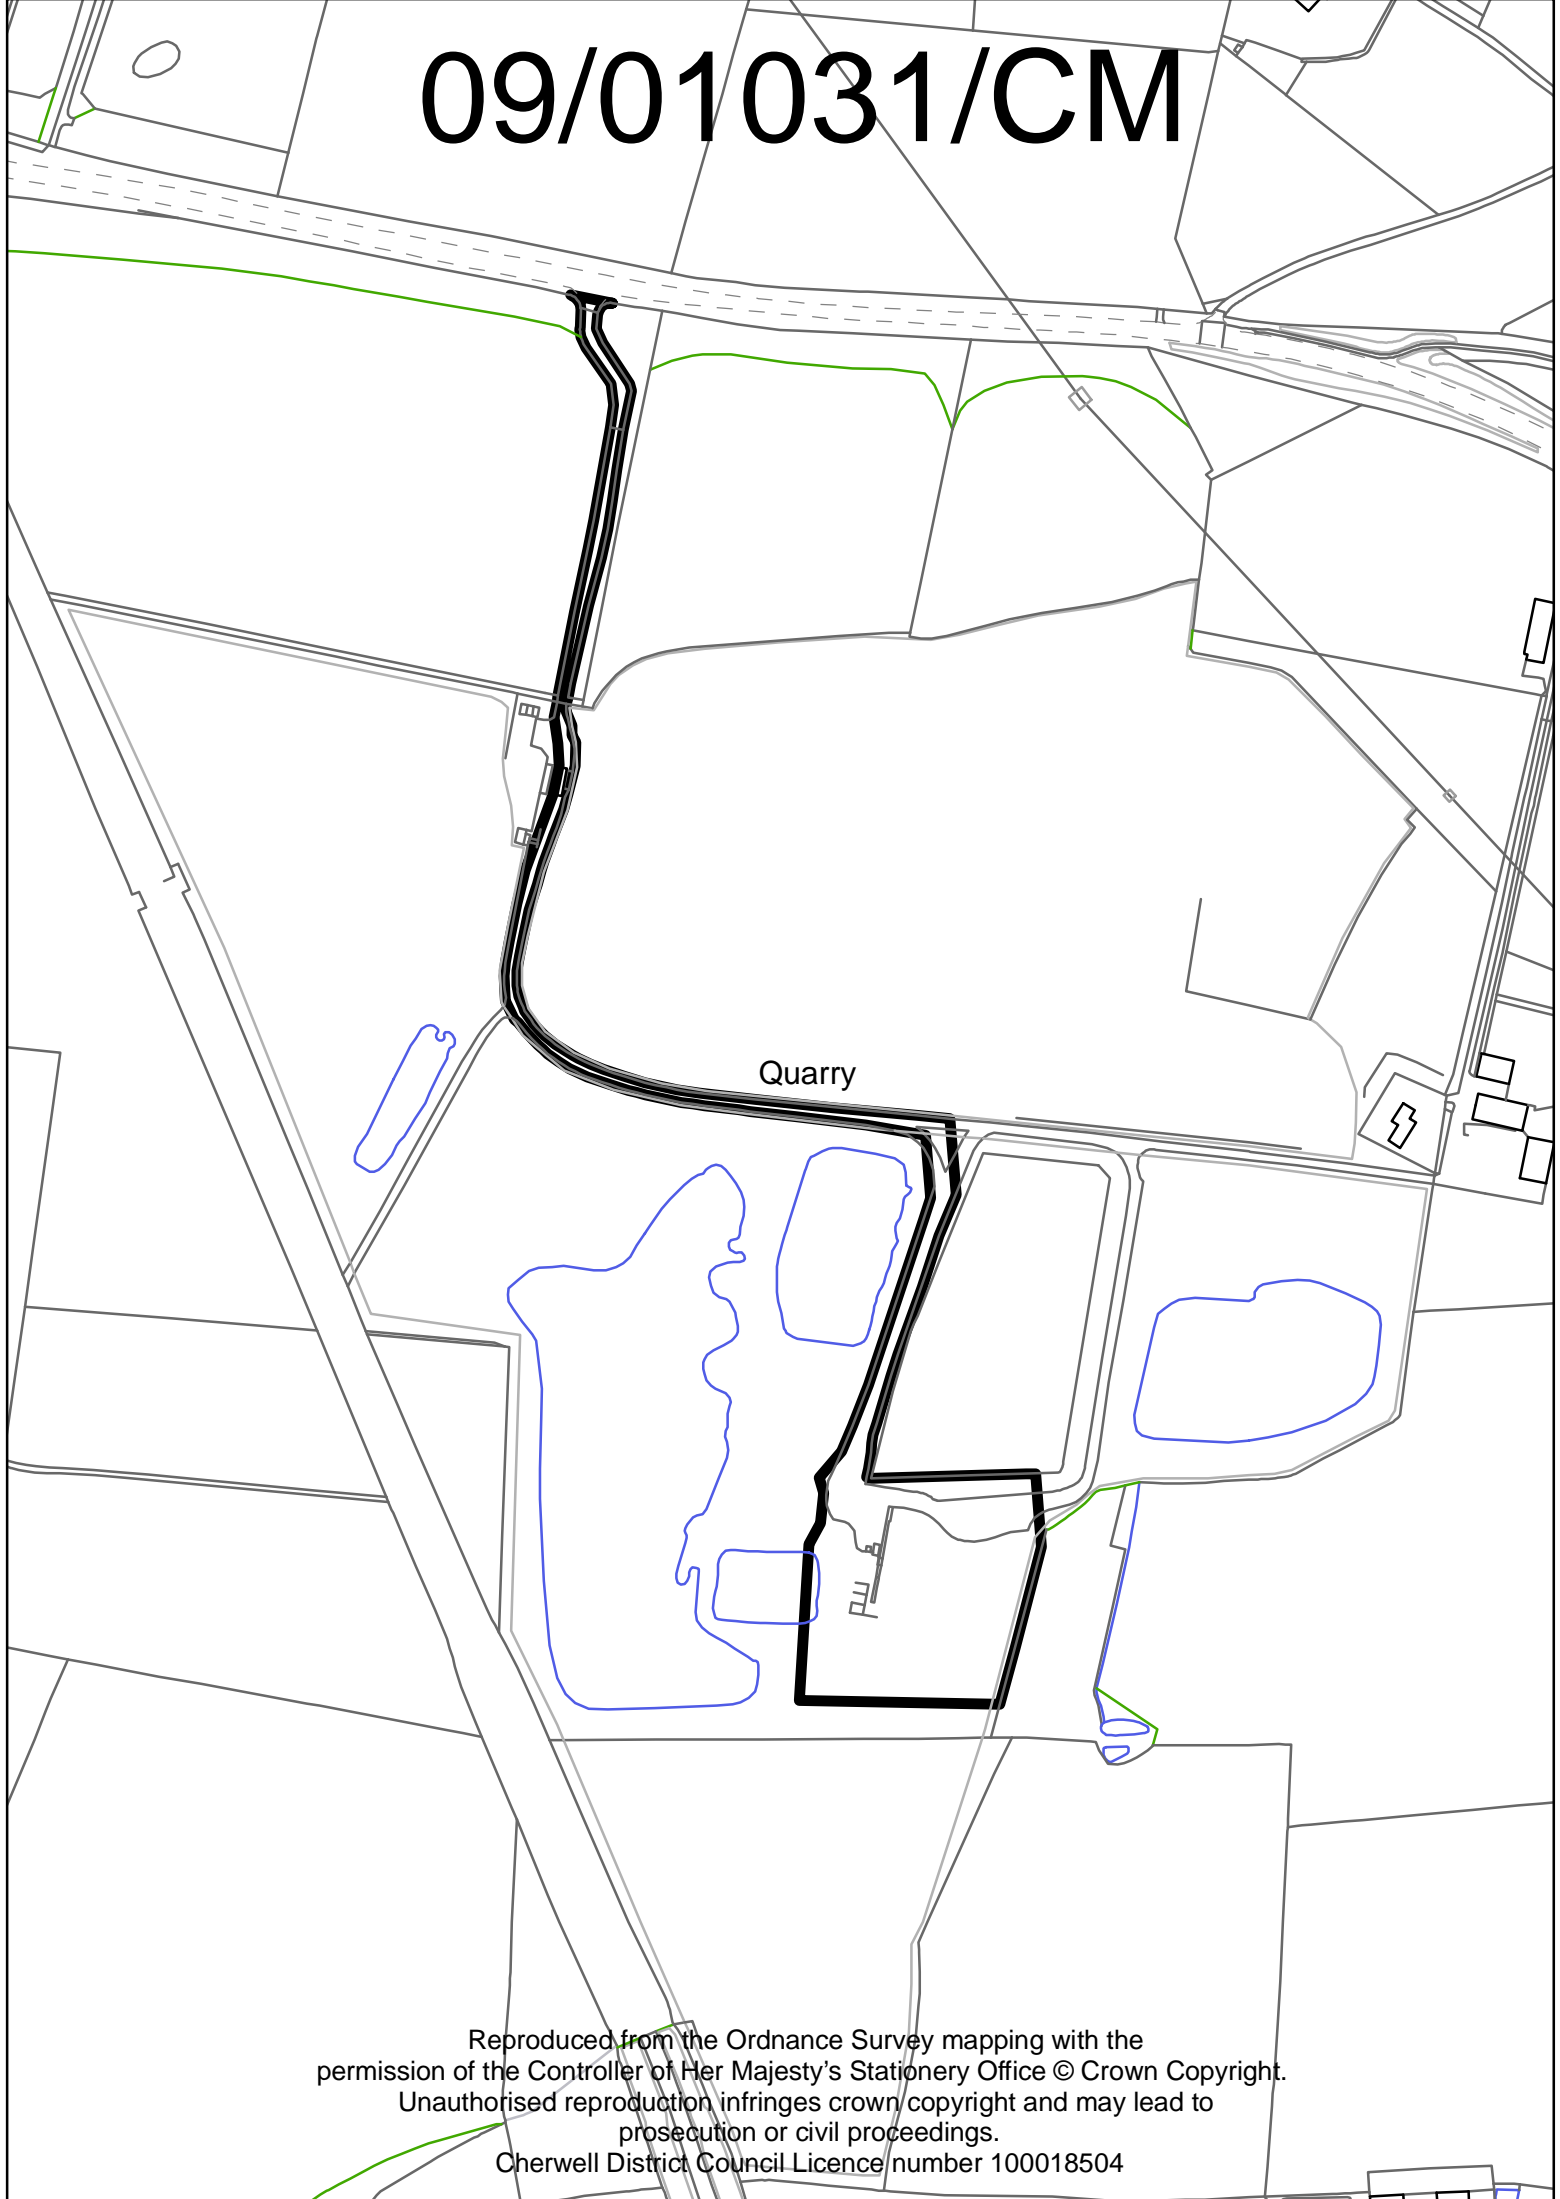 09/01031/CM
Quarry
Reproduced from the Ordnance Survey mapping with the
permission of the Controller of Her Majesty's Stationery Office © Crown Copyright.
Unauthorised reproduction infringes crown copyright and may lead to
prosecution or civil proceedings.
Cherwell District Council Licence number 100018504